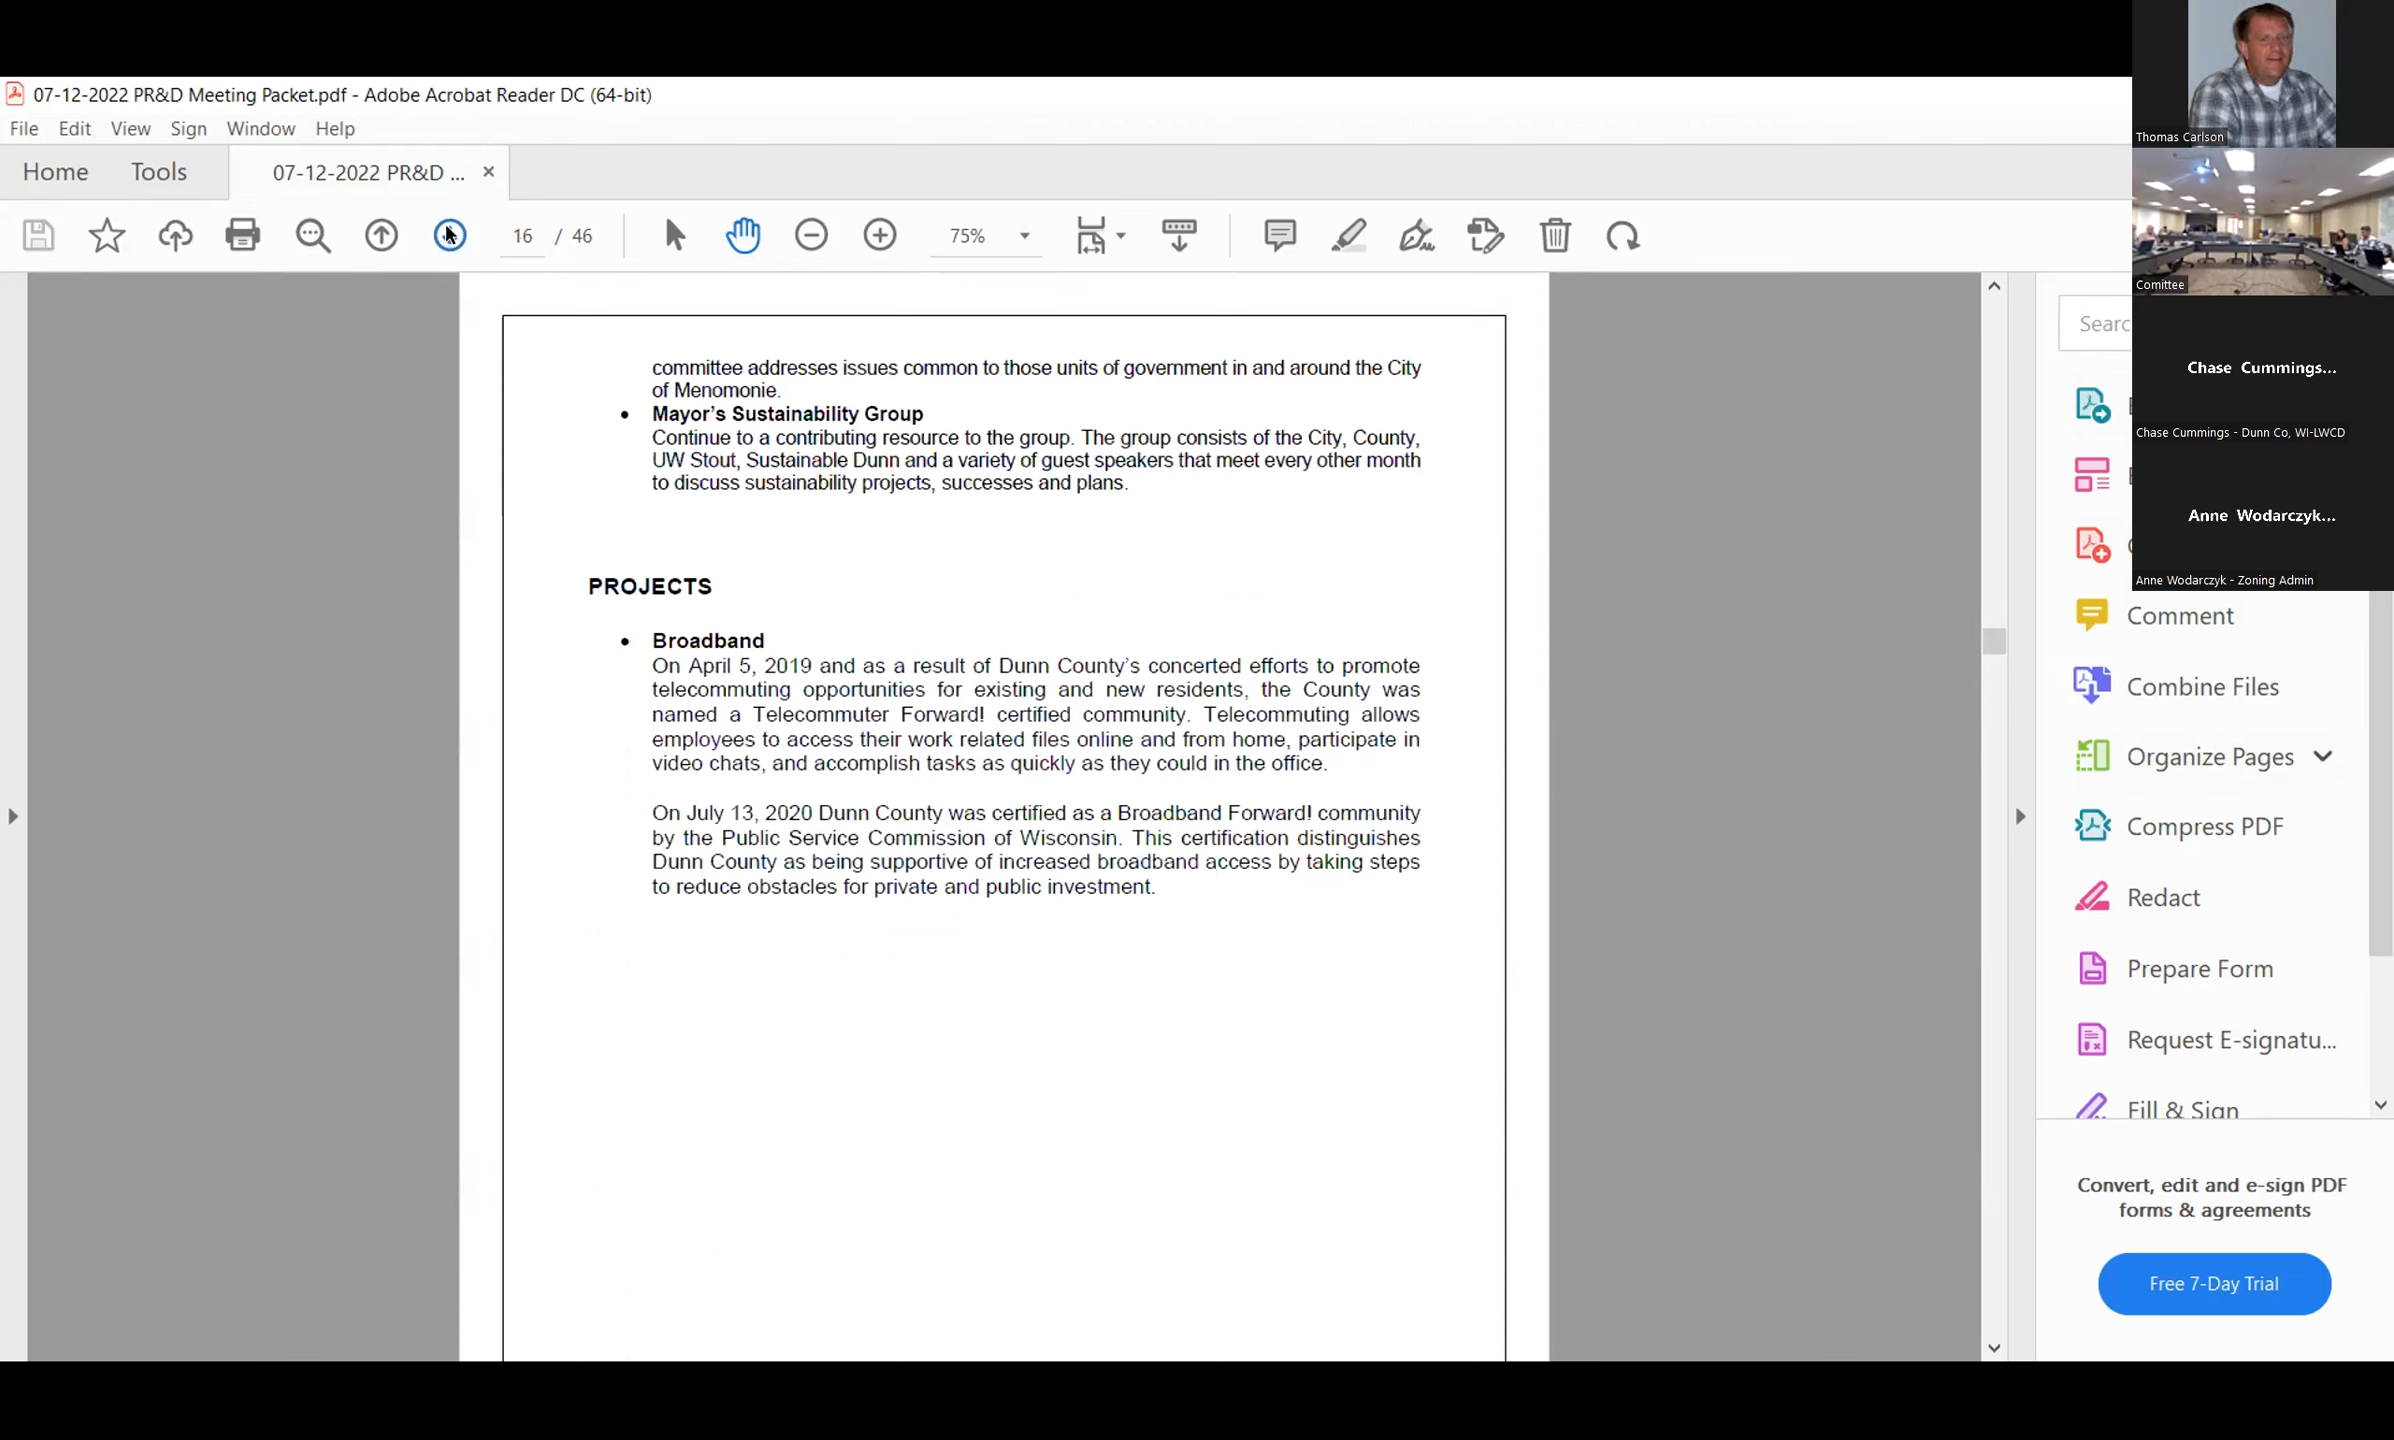 07-12-2022 PR&D Meeting Packet.pdf - Adobe Acrobat Reader DC (64-bit)
File Edit View Sign Window Help
Home Tools 07-12-2022 PR&D ...
16 / 46 75%
committee addresses issues common to those units of government in and around the City
of Menomonie.
• Mayor's Sustainability Group
Continue to a contributing resource to the group. The group consists of the City, County,
UW Stout, Sustainable Dunn and a variety of guest speakers that meet every other month
to discuss sustainability projects, successes and plans.
PROJECTS
• Broadband
On April 5, 2019 and as a result of Dunn County's concerted efforts to promote
telecommuting opportunities for existing and new residents, the County was
named a Telecommuter Forward! certified community. Telecommuting allows
employees to access their work related files online and from home, participate in
video chats, and accomplish tasks as quickly as they could in the office.
On July 13, 2020 Dunn County was certified as a Broadband Forward! community
by the Public Service Commission of Wisconsin. This certification distinguishes
Dunn County as being supportive of increased broadband access by taking steps
to reduce obstacles for private and public investment.
Thomas Carlson
Comittee
Chase Cummings...
Chase Cummings - Dunn Co, WI-LWCD
Anne Wodarczyk...
Anne Wodarczyk - Zoning Admin
Searc
Comment
Combine Files
Organize Pages
Compress PDF
Redact
Prepare Form
Request E-signatu...
Fill & Sign
Convert, edit and e-sign PDF
forms & agreements
Free 7-Day Trial